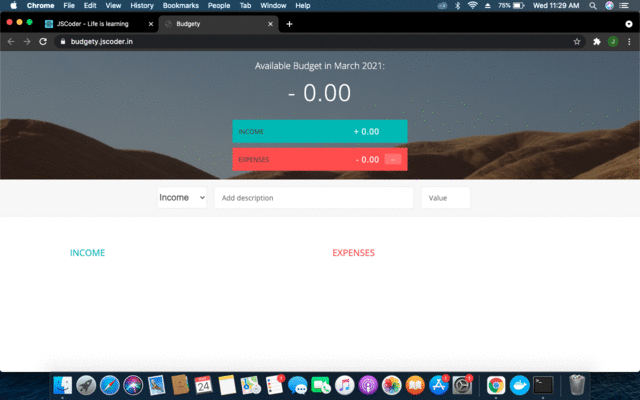 Chrome File Edit View History Bookmarks People Tab Window Help 75% Wed 11:29 AM
JSCoder - Life is learning
Budgety
budgety.jscoder.in
J
Available Budget in March 2021:
- 0.00
INCOME + 0.00
EXPENSES - 0.00
Income Add description Value
INCOME EXPENSES
24